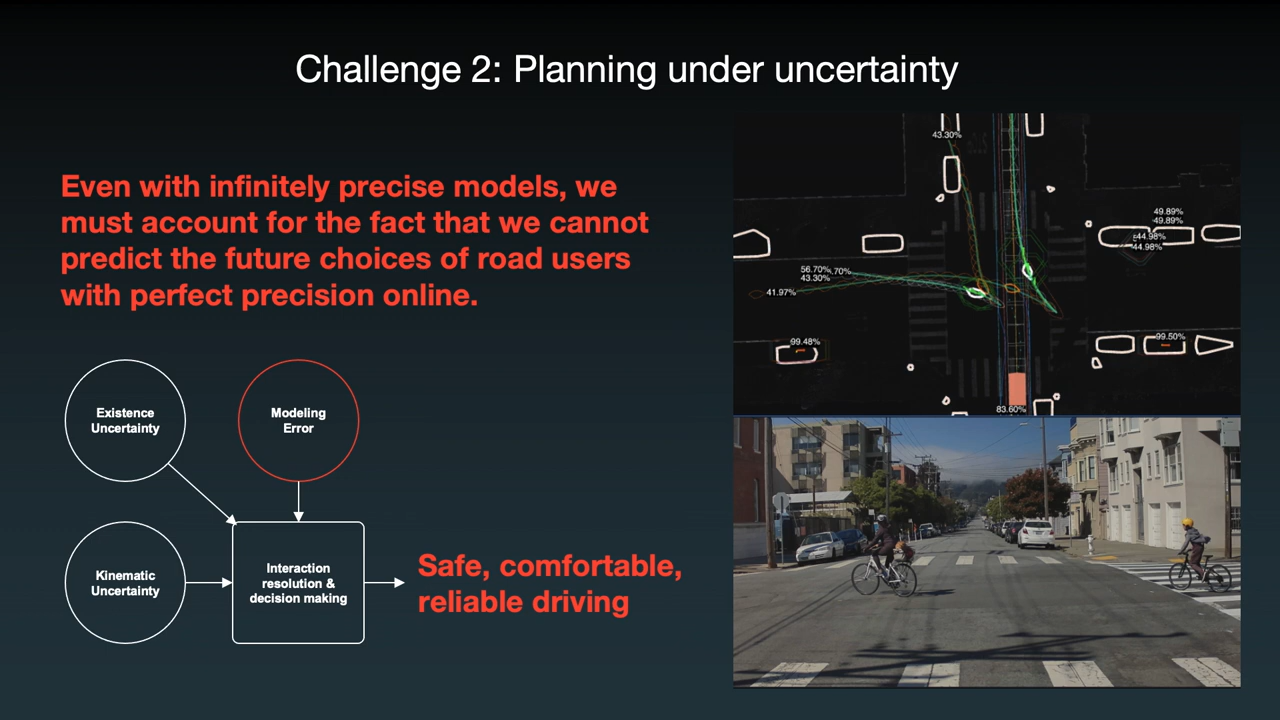 Challenge 2: Planning under uncertainty
Even with infinitely precise models, we
must account for the fact that we cannot
predict the future choices of road users
with perfect precision online.
Existence
Uncertainty
Modeling
Error
Kinematic
Uncertainty
Interaction
resolution &
decision making
Safe, comfortable,
reliable driving
43.30%
49.89%
49.89%
44.98%
44.98%
56.70%
43.30%
41.97%
99.48%
99.50%
83.60%